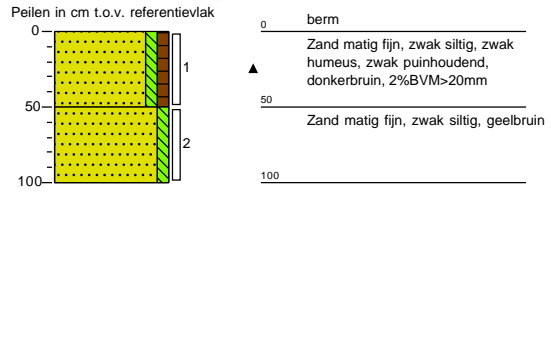 Peilen in cm t.o.v. referentievlak
0
50
100
1
2
0
berm
Zand matig fijn, zwak siltig, zwak
humeus, zwak puinhoudend,
donkerbruin, 2%BVM>20mm
50
Zand matig fijn, zwak siltig, geelbruin
100